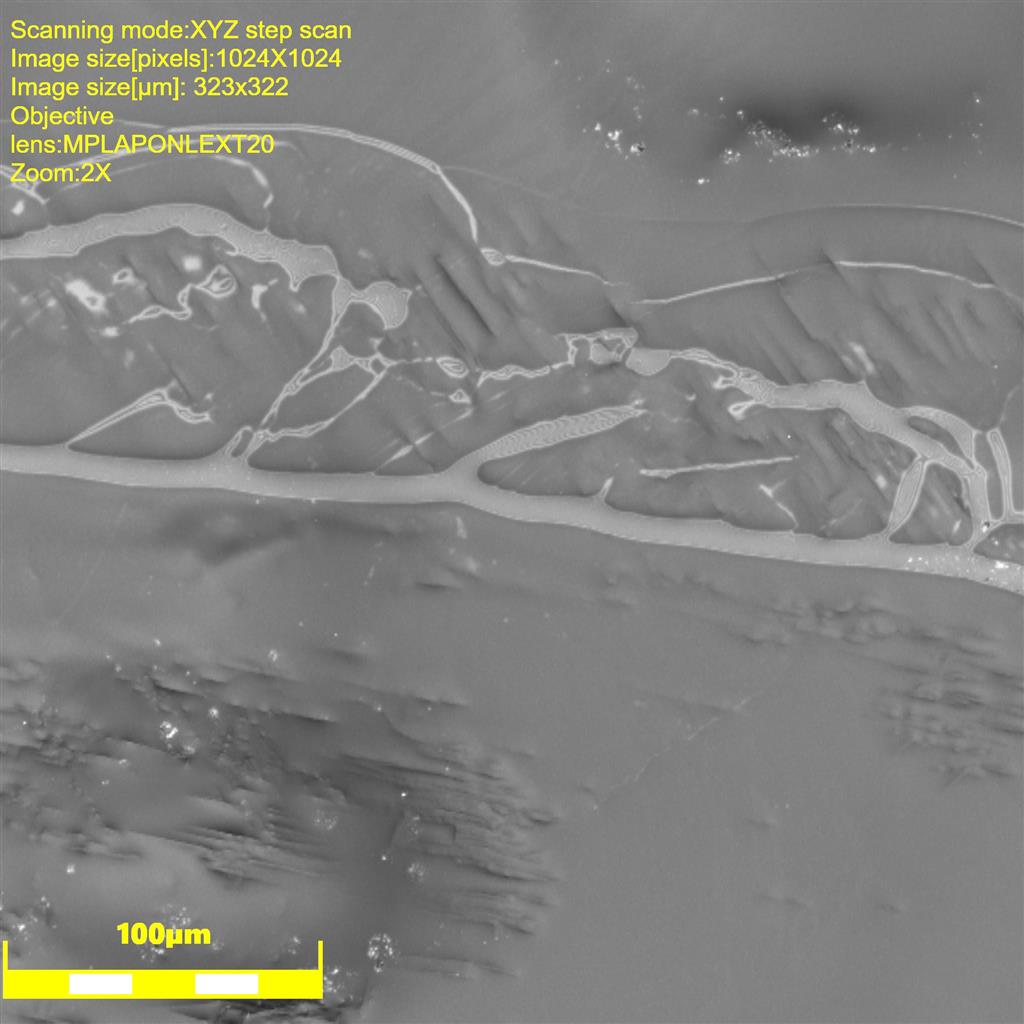 Scanning mode:XYZ step scan
Image size[pixels]:1024X1024
Image size[µm]: 323x322
Objective
lens:MPLAPONLEXT20
Zoom:2X
100µm